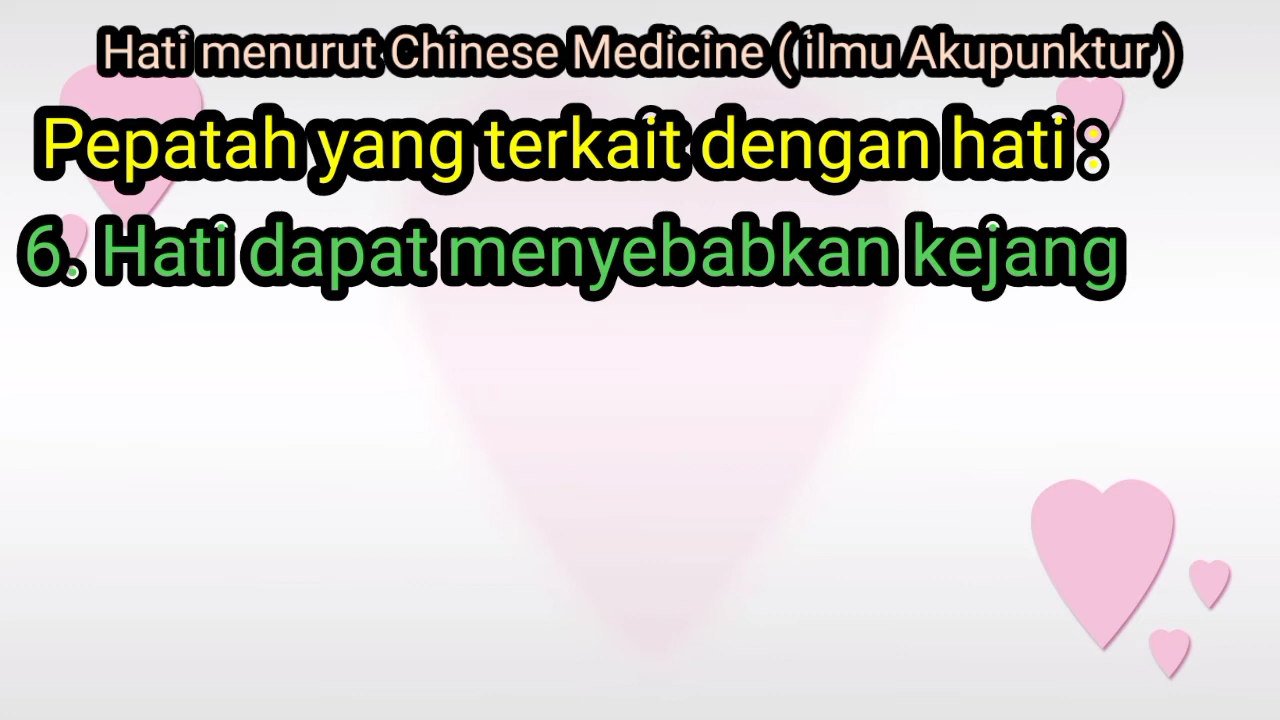 Hati menurut Chinese Medicine ( ilmu Akupunktur )
Pepatah yang terkait dengan hati :
6. Hati dapat menyebabkan kejang